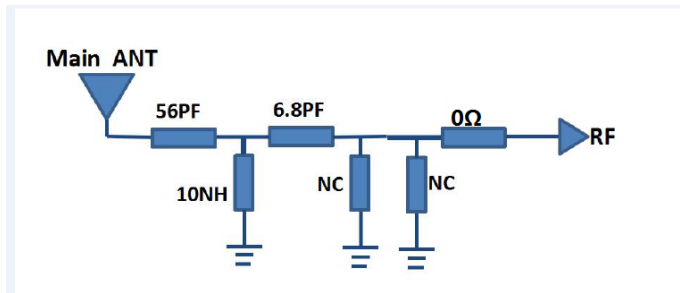 Main ANT
56PF
6.8PF
0Ω
RF
10NH
NC
NC